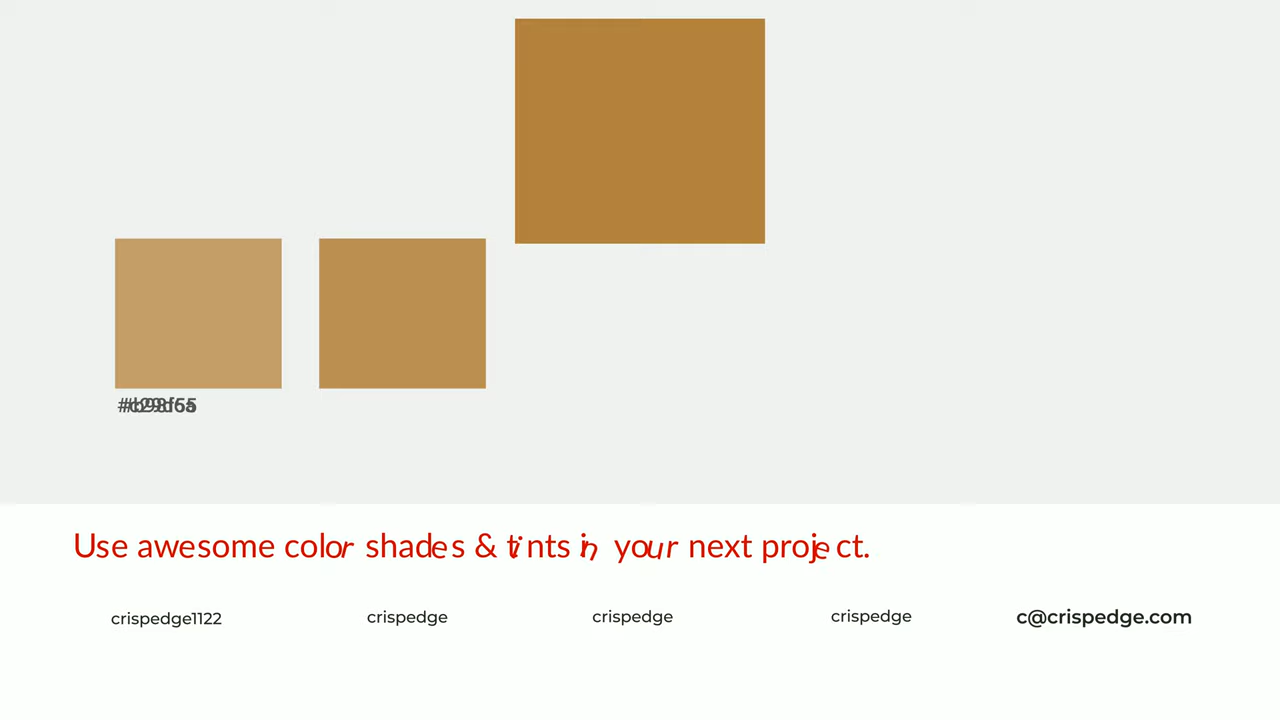 Use awesome color shades & tints in your next project.
crispedge1122 crispedge crispedge crispedge c@crispedge.com